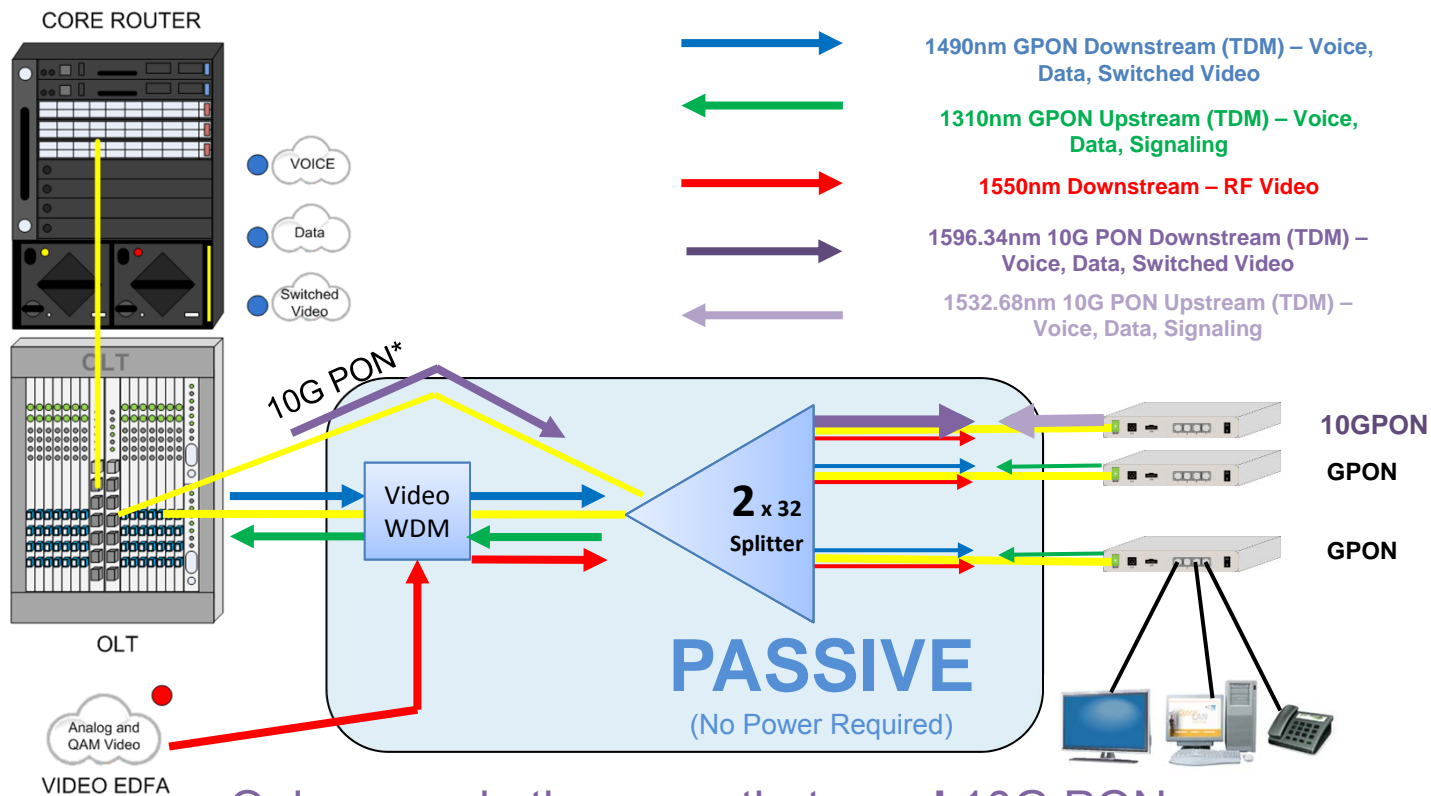 CORE ROUTER
1490nm GPON Downstream (TDM) – Voice,
Data, Switched Video
1310nm GPON Upstream (TDM) – Voice,
Data, Signaling
1550nm Downstream – RF Video
1596.34nm 10G PON Downstream (TDM) –
Voice, Data, Switched Video
1532.68nm 10G PON Upstream (TDM) –
Voice, Data, Signaling
VOICE
Data
Switched
Video
OLT
10G PON*
Video
WDM
2 x 32
Splitter
10GPON
GPON
GPON
PASSIVE
(No Power Required)
OLT
Analog and
QAM Video
VIDEO EDFA